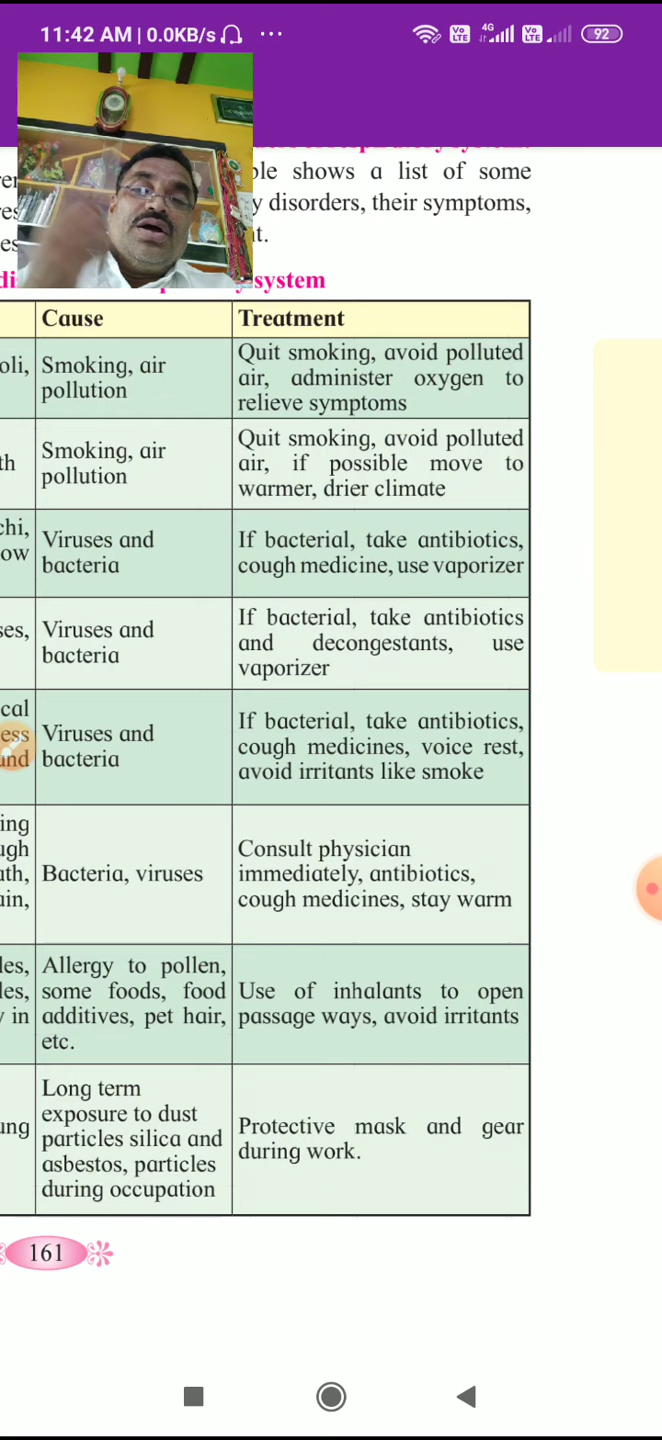 11:42 AM | 0.0KB/s
Vo LTE 4G Vo LTE 92
shows a list of some
disorders, their symptoms,
system
Cause Treatment
Smoking, air pollution
Quit smoking, avoid polluted
air, administer oxygen to
relieve symptoms
Smoking, air
pollution
Quit smoking, avoid polluted
air, if possible move to
warmer, drier climate
Viruses and
bacteria
If bacterial, take antibiotics,
cough medicine, use vaporizer
Viruses and
bacteria
If bacterial, take antibiotics
and decongestants, use
vaporizer
Viruses and
bacteria
If bacterial, take antibiotics,
cough medicines, voice rest,
avoid irritants like smoke
Bacteria, viruses
Consult physician
immediately, antibiotics,
cough medicines, stay warm
Allergy to pollen,
some foods, food
additives, pet hair,
etc.
Use of inhalants to open
passage ways, avoid irritants
Long term
exposure to dust
particles silica and
asbestos, particles
during occupation
Protective mask and gear
during work.
161